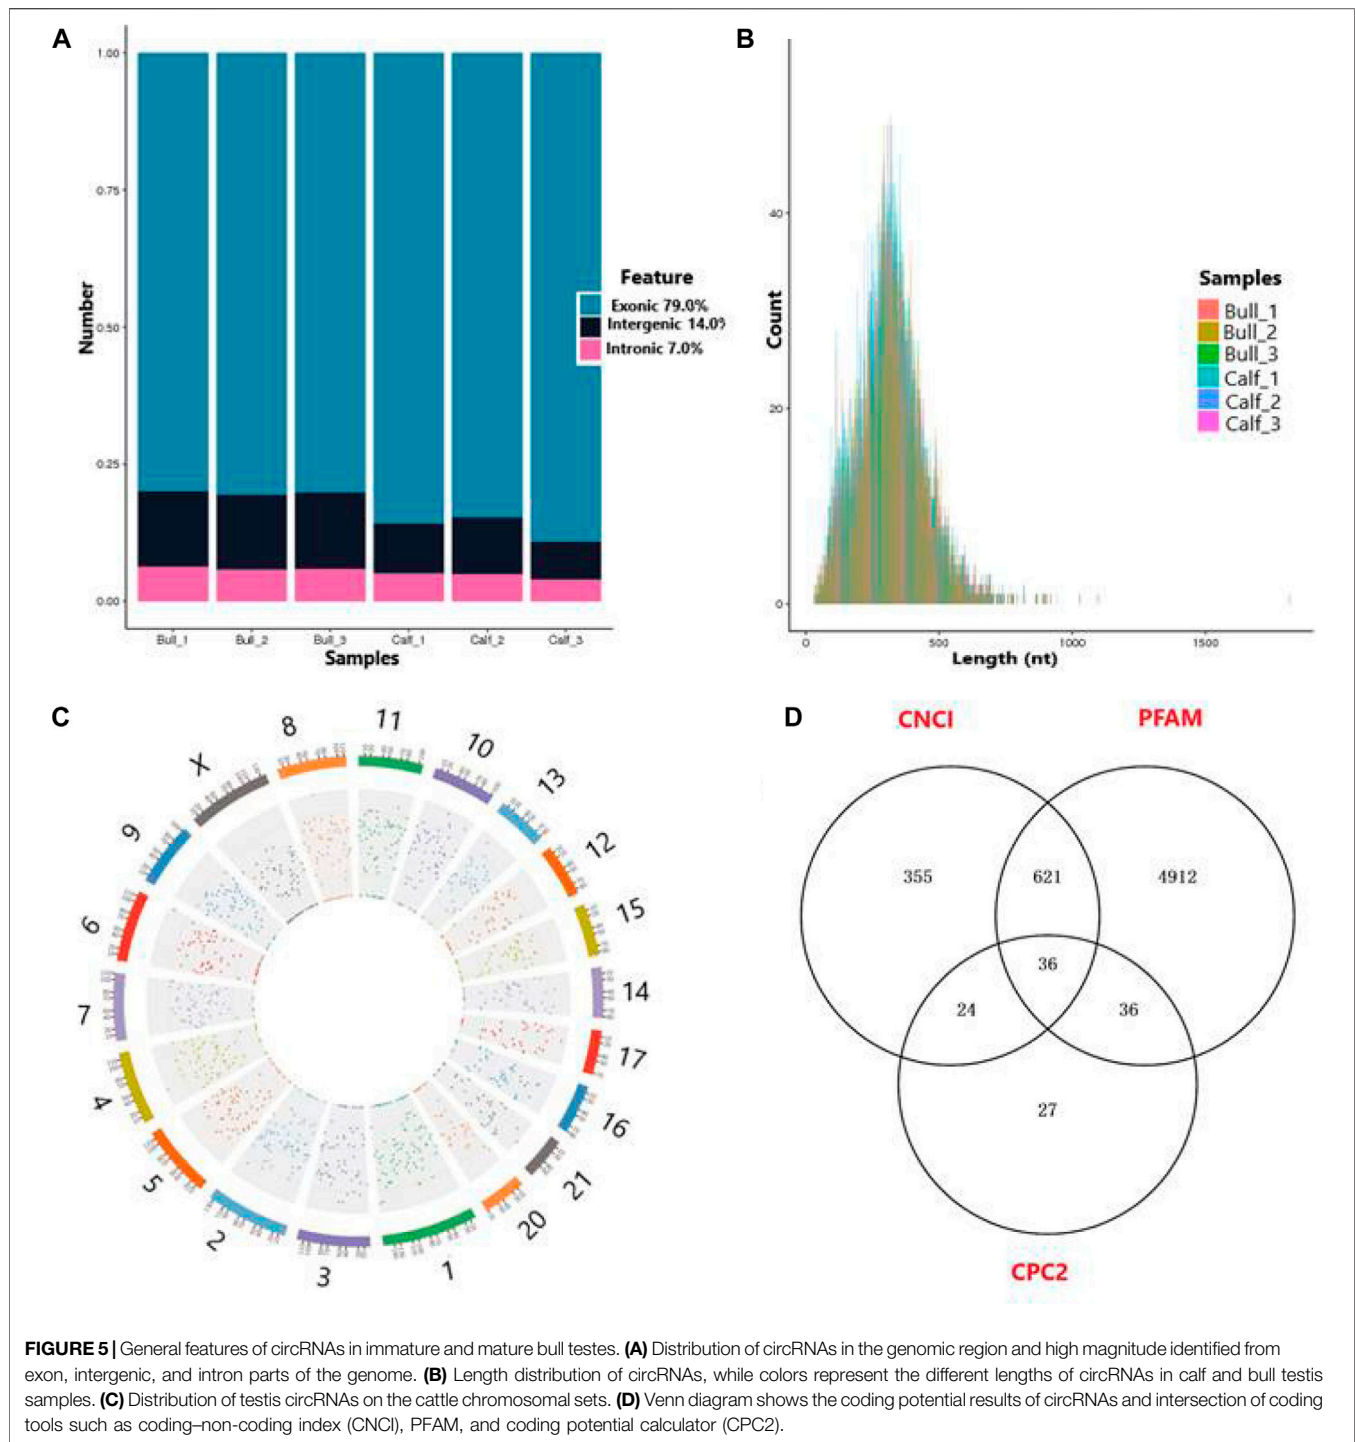 A
1.00
0.75
0.50
0.25
0.00
Number
Bull_1
Bull_2
Bull_3
Calf_1
Calf_2
Calf_3
Samples
Feature
Exonic 79.0%
Intergenic 14.0%
Intronic 7.0%
B
40
20
0
Count
0
500
1000
1500
Length (nt)
Samples
Bull_1
Bull_2
Bull_3
Calf_1
Calf_2
Calf_3
C
8
11
10
13
12
15
14
17
16
21
20
1
3
2
5
4
7
6
9
X
D
CNCI
PFAM
355
621
4912
36
24
36
27
CPC2
FIGURE 5 | General features of circRNAs in immature and mature bull testes. (A) Distribution of circRNAs in the genomic region and high magnitude identified from
exon, intergenic, and intron parts of the genome. (B) Length distribution of circRNAs, while colors represent the different lengths of circRNAs in calf and bull testis
samples. (C) Distribution of testis circRNAs on the cattle chromosomal sets. (D) Venn diagram shows the coding potential results of circRNAs and intersection of coding
tools such as coding–non-coding index (CNCI), PFAM, and coding potential calculator (CPC2).